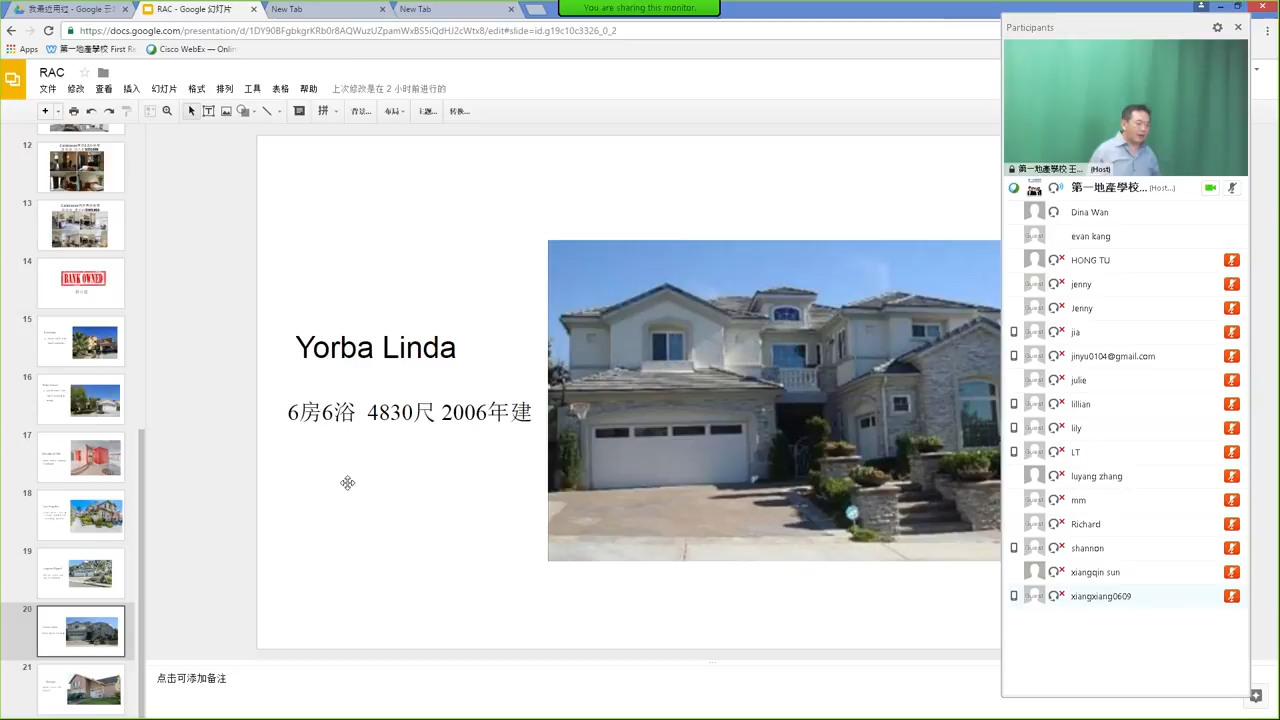 我最近用过 - Google 云
RAC - Google 幻灯片
New Tab
New Tab
You are sharing this monitor.
https://docs.google.com/presentation/d/1DY90BFgbkgrKRb0r8AQWuzUZpamWxBS5iQdHJ2cWtx8/edit#slide=id.g19c10c3326_0_2
Apps
第一地產學校 First Re
Cisco WebEx — Onlin
RAC
文件 修改 查看 插入 幻灯片 格式 排列 工具 表格 帮助 上次修改是在 2 小时前进行的
背景... 布局 主题... 转换...
12
13
14
BANK OWNED
15
16
17
18
19
20
21
Yorba Linda
6房6浴 4830尺 2006年建
点击可添加备注
Participants
第一地產學校 王... (Host)
第一地產學校... (Host...)
Dina Wan
evan kang
HONG TU
jenny
Jenny
jia
jinyu0104@gmail.com
julie
lillian
lily
LT
luyang zhang
mm
Richard
shannon
xiangqin sun
xiangxiang0609